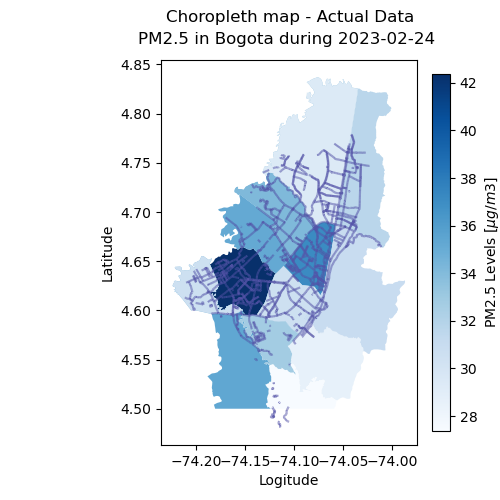 Choropleth map - Actual Data
PM2.5 in Bogota during 2023-02-24
4.85
4.80
4.75
4.70
4.65
4.60
4.55
4.50
Latitude
−74.20 −74.15 −74.10 −74.05 −74.00
Logitude
42
40
38
36
34
32
30
28
PM2.5 Levels [μg/m3]